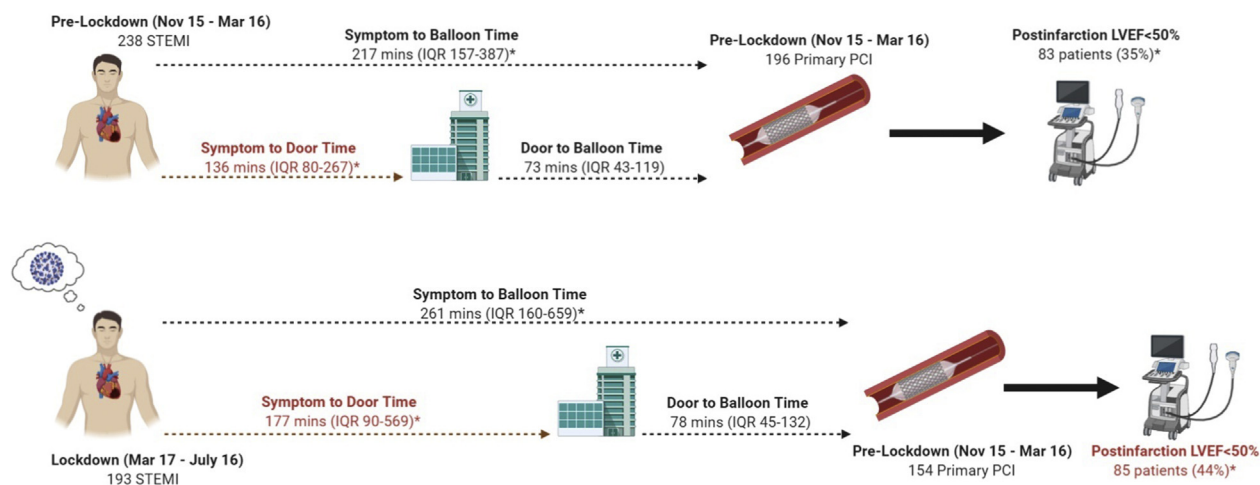 Pre-Lockdown (Nov 15 - Mar 16)
238 STEMI
Symptom to Balloon Time
217 mins (IQR 157-387)*
Pre-Lockdown (Nov 15 - Mar 16)
196 Primary PCI
Postinfarction LVEF<50%
83 patients (35%)*
Symptom to Door Time
136 mins (IQR 80-267)*
Door to Balloon Time
73 mins (IQR 43-119)
Symptom to Balloon Time
261 mins (IQR 160-659)*
Symptom to Door Time
177 mins (IQR 90-569)*
Door to Balloon Time
78 mins (IQR 45-132)
Lockdown (Mar 17 - July 16)
193 STEMI
Pre-Lockdown (Nov 15 - Mar 16)
154 Primary PCI
Postinfarction LVEF<50%
85 patients (44%)*